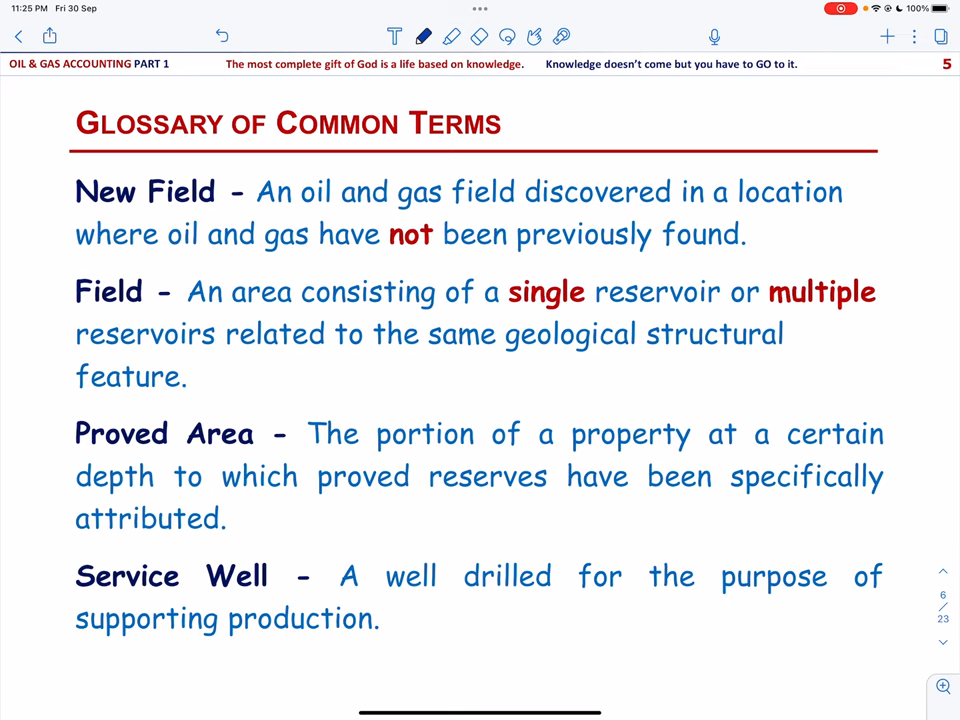 11:25 PM Fri 30 Sep
100%
OIL & GAS ACCOUNTING PART 1 The most complete gift of God is a life based on knowledge. Knowledge doesn't come but you have to GO to it. 5
GLOSSARY OF COMMON TERMS
New Field - An oil and gas field discovered in a location
where oil and gas have not been previously found.
Field - An area consisting of a single reservoir or multiple
reservoirs related to the same geological structural
feature.
Proved Area - The portion of a property at a certain
depth to which proved reserves have been specifically
attributed.
Service Well - A well drilled for the purpose of
supporting production.
6
/
23